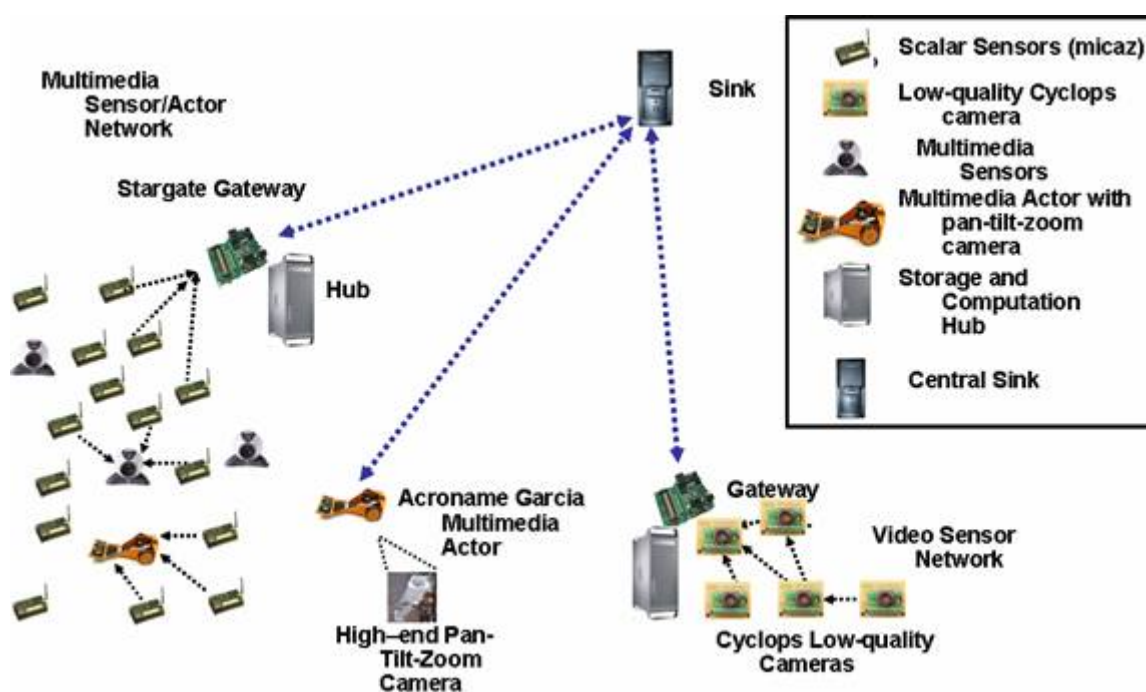 Multimedia
Sensor/Actor
Network
Stargate Gateway
Hub
Sink
Scalar Sensors (micaz)
Low-quality Cyclops
camera
Multimedia
Sensors
Multimedia Actor with
pan-tilt-zoom
camera
Storage and
Computation
Hub
Central Sink
Acroname Garcia
Multimedia
Actor
High–end Pan-
Tilt-Zoom
Camera
Gateway
Video Sensor
Network
Cyclops Low-quality
Cameras